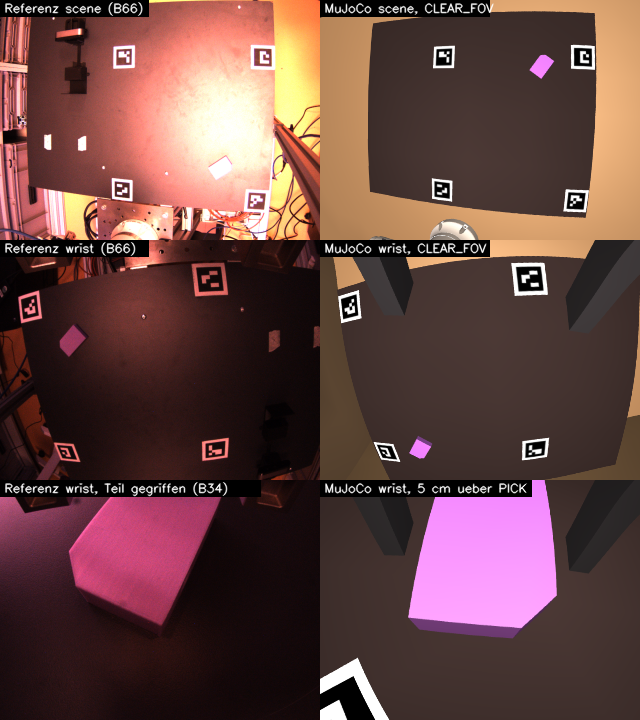 Referenz scene (B66)
MuJoCo scene, CLEAR_FOV
Referenz wrist (B66)
MuJoCo wrist, CLEAR_FOV
Referenz wrist, Teil gegriffen (B34)
MuJoCo wrist, 5 cm ueber PICK